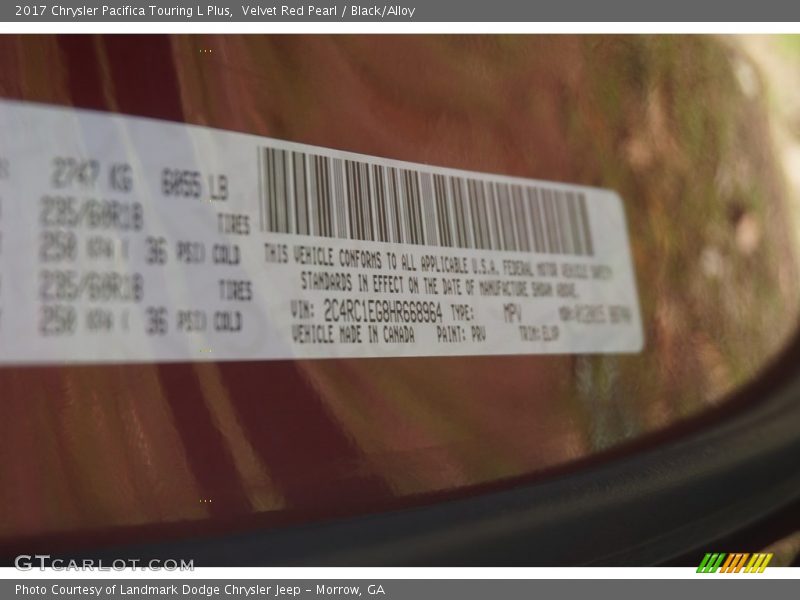 2017 Chrysler Pacifica Touring L Plus,  Velvet Red Pearl / Black/Alloy
2747 KG 6055 LB
235/60R18 TIRES
250 KPA ( 36 PSI) COLD
235/60R18 TIRES
250 KPA ( 36 PSI) COLD
THIS VEHICLE CONFORMS TO ALL APPLICABLE U.S.A. FEDERAL MOTOR VEHICLE SAFETY
STANDARDS IN EFFECT ON THE DATE OF MANUFACTURE SHOWN ABOVE.
VIN: 2C4RC1EG8HR668964 TYPE: MPV
VEHICLE MADE IN CANADA PAINT: PRV TRIM:
GTCARLOT.COM
Photo Courtesy of Landmark Dodge Chrysler Jeep - Morrow, GA